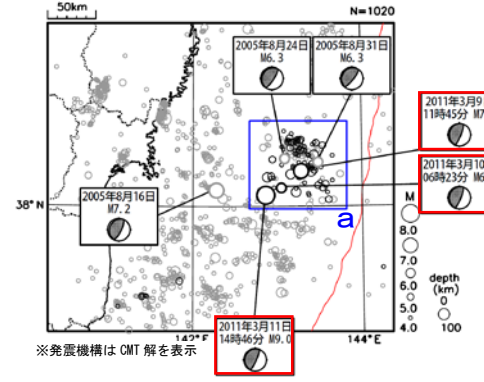 50km
N=1020
2005年8月24日
M6.3
2005年8月31日
M6.3
2011年3月9
11時45分 M7
2011年3月10
06時23分 M6
2005年8月16日
M7.2
38°N
a
M
8.0
7.0
6.0
5.0
4.0
depth
(km)
0
100
142°E
144°E
2011年3月11日
14時46分 M9.0
※発震機構は CMT 解を表示